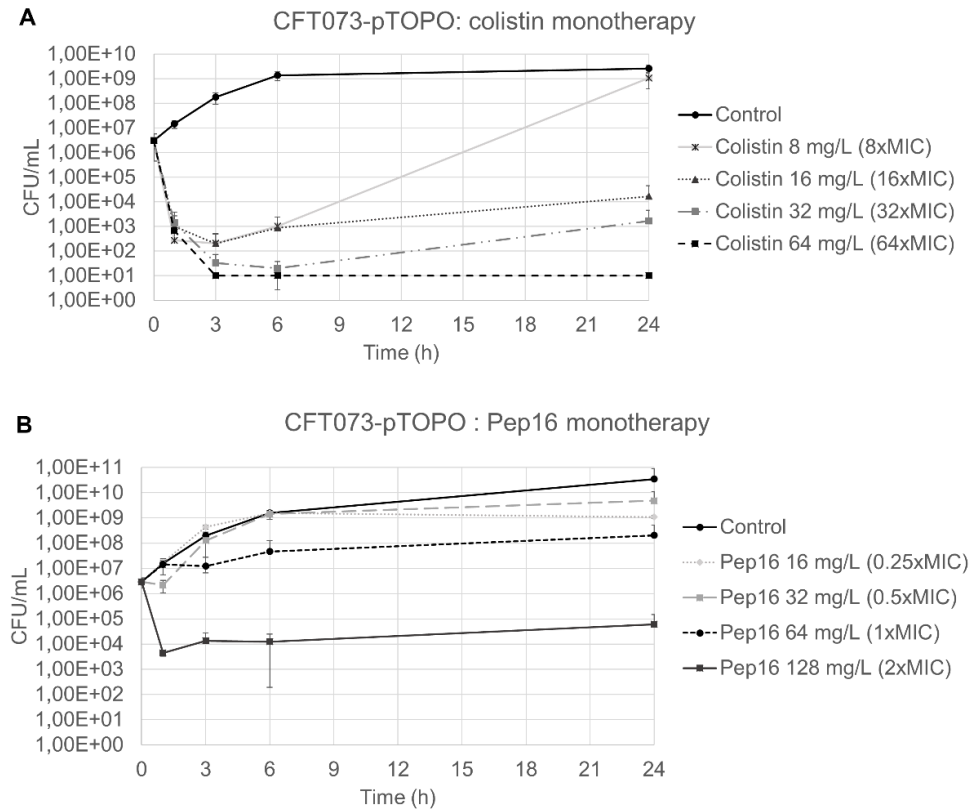 A
CFT073-pTOPO: colistin monotherapy
1,00E+10
1,00E+09
1,00E+08
1,00E+07
1,00E+06
1,00E+05
1,00E+04
1,00E+03
1,00E+02
1,00E+01
1,00E+00
CFU/mL
0 3 6 9 12 15 18 21 24
Time (h)
Control
Colistin 8 mg/L (8xMIC)
Colistin 16 mg/L (16xMIC)
Colistin 32 mg/L (32xMIC)
Colistin 64 mg/L (64xMIC)
B
CFT073-pTOPO : Pep16 monotherapy
1,00E+11
1,00E+10
1,00E+09
1,00E+08
1,00E+07
1,00E+06
1,00E+05
1,00E+04
1,00E+03
1,00E+02
1,00E+01
1,00E+00
CFU/mL
0 3 6 9 12 15 18 21 24
Time (h)
Control
Pep16 16 mg/L (0.25xMIC)
Pep16 32 mg/L (0.5xMIC)
Pep16 64 mg/L (1xMIC)
Pep16 128 mg/L (2xMIC)